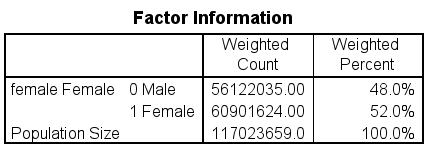 Factor Information
Weighted Count Weighted Percent
female Female 0 Male 56122035.00 48.0%
1 Female 60901624.00 52.0%
Population Size 117023659.0 100.0%